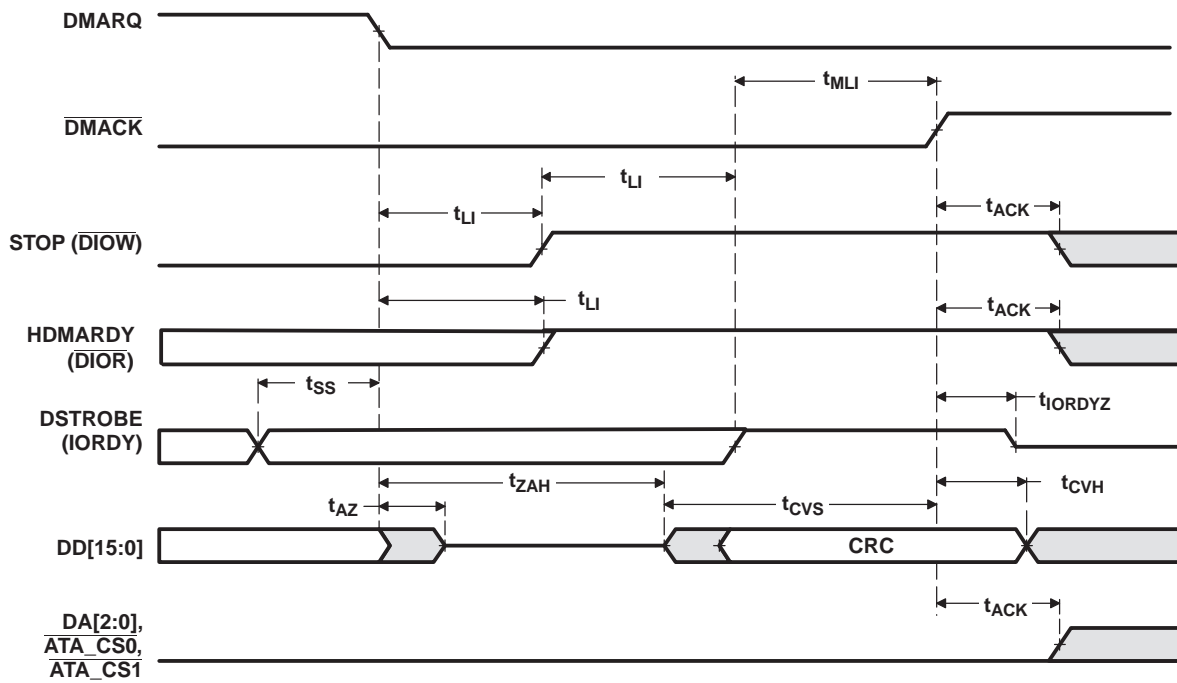 DMARQ
tMLI
DMACK
tLI
tLI
tACK
STOP (DIOW)
tLI
tACK
HDMARDY
(DIOR)
tSS
tIORDYZ
DSTROBE
(IORDY)
tZAH
tCVH
tAZ
tCVS
DD[15:0]
CRC
tACK
DA[2:0],
ATA_CS0,
ATA_CS1